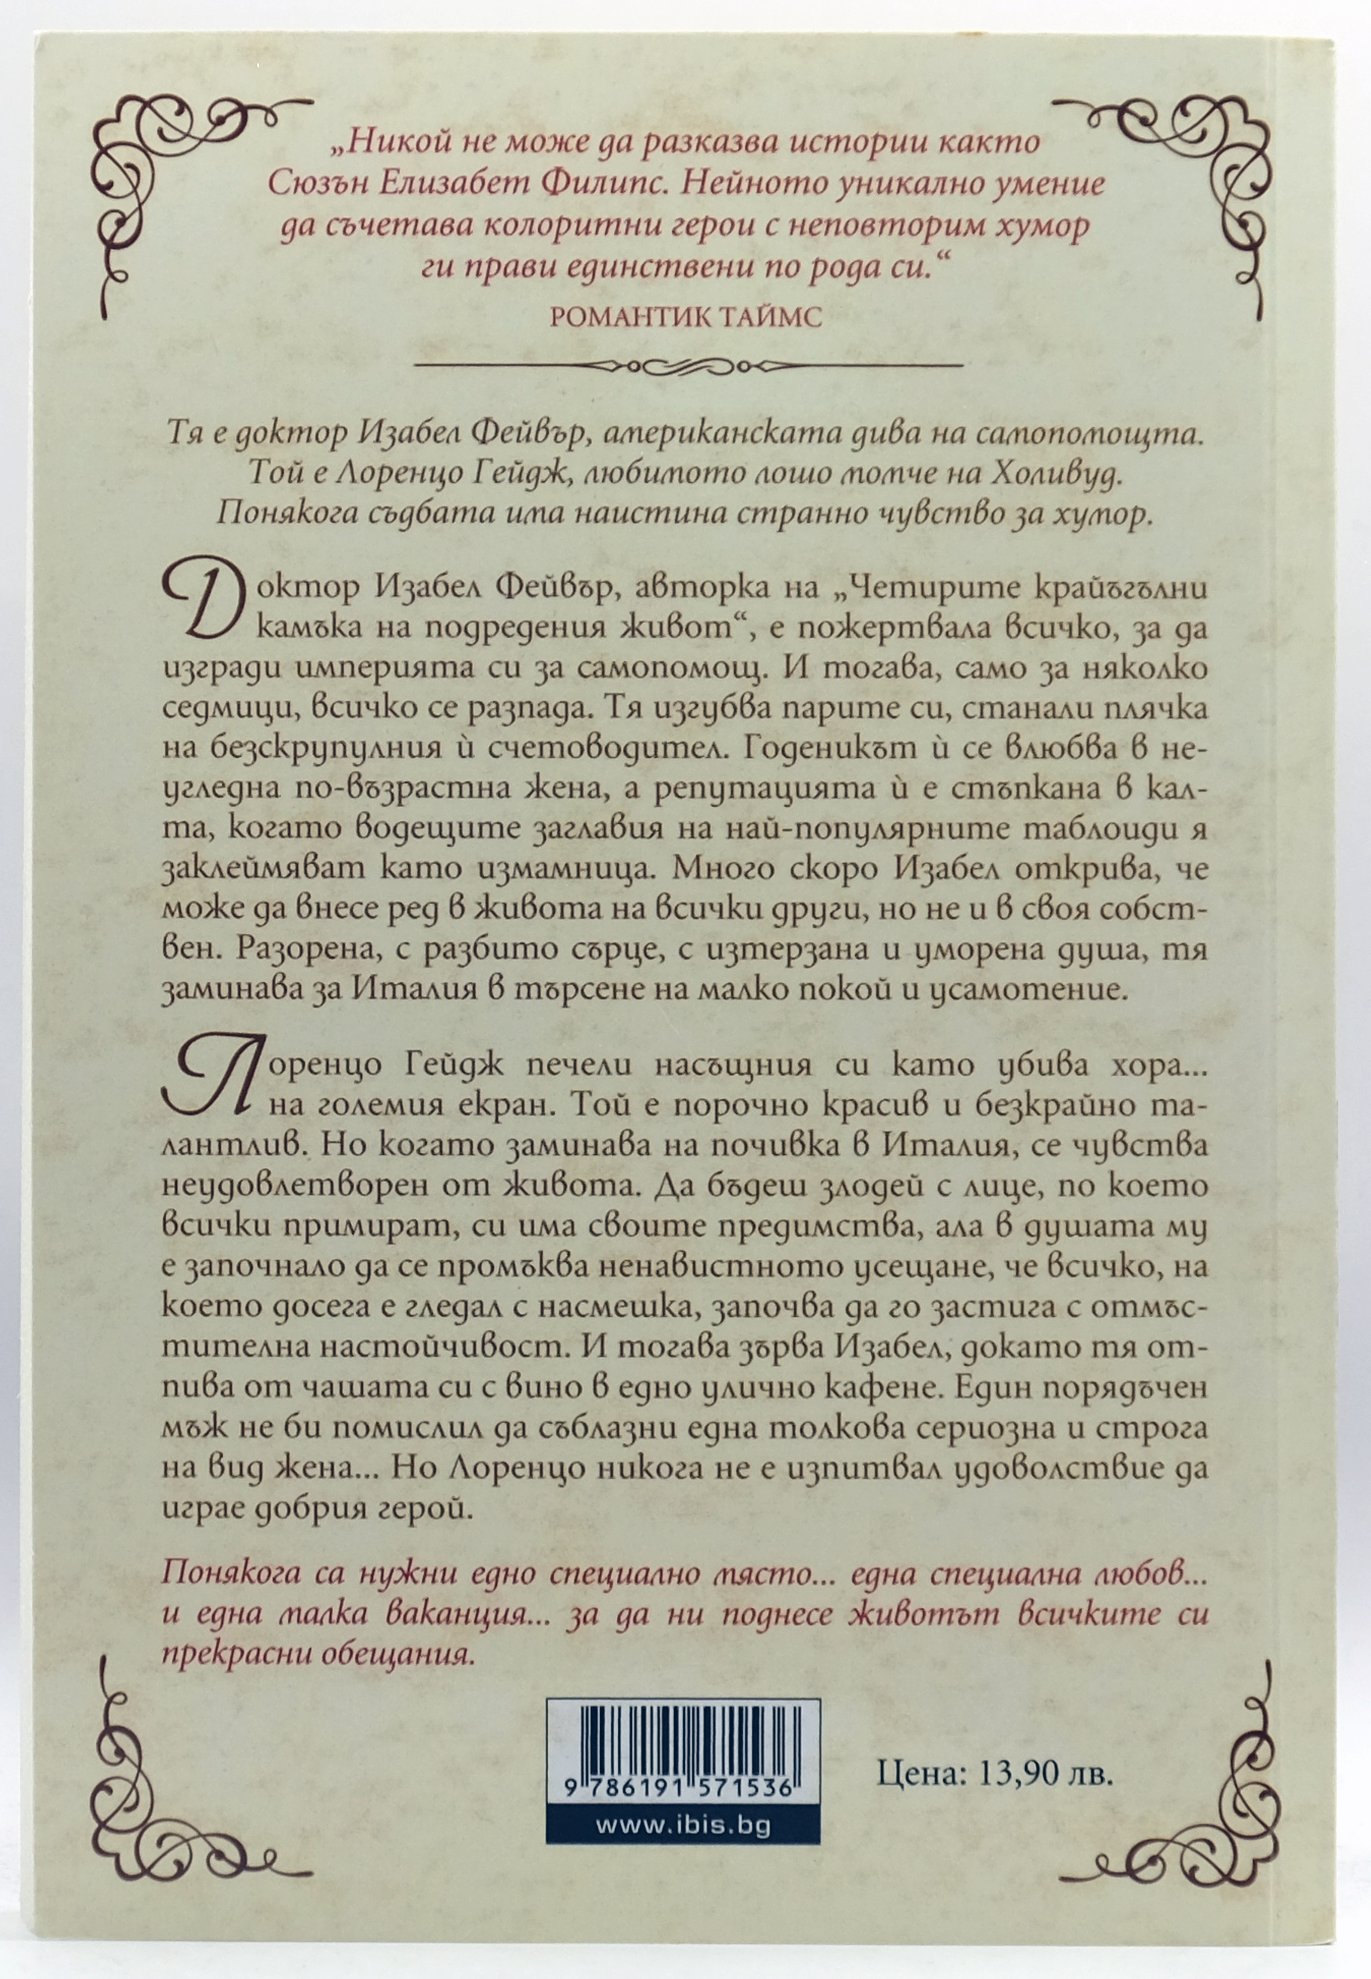 „Никой не може да разказва истории както
Сюзън Елизабет Филипс. Нейното уникално умение
да съчетава колоритни герои с неповторим хумор
ги прави единствени по рода си.“
РОМАНТИК ТАЙМС
Тя е доктор Изабел Фейвър, американската дива на самопомощта.
Той е Лоренцо Гейдж, любимото лошо момче на Холивуд.
Понякога съдбата има наистина странно чувство за хумор.
Доктор Изабел Фейвър, авторка на „Четирите крайъгълни
камъка на подредения живот“, е пожертвала всичко, за да
изгради империята си за самопомощ. И тогава, само за няколко
седмици, всичко се разпада. Тя изгубва парите си, станали плячка
на безскрупулния ѝ счетоводител. Годеникът ѝ се влюбва в не-
угледна по-възрастна жена, а репутацията ѝ е стъпкана в кал-
та, когато водещите заглавия на най-популярните таблоиди я
заклеймяват като измамница. Много скоро Изабел открива, че
може да внесе ред в живота на всички други, но не и в своя собст-
вен. Разорена, с разбито сърце, с изтерзана и уморена душа, тя
заминава за Италия в търсене на малко покой и усамотение.
Лоренцо Гейдж печели насъщния си като убива хора...
на големия екран. Той е порочно красив и безкрайно та-
лантлив. Но когато заминава на почивка в Италия, се чувства
неудовлетворен от живота. Да бъдеш злодей с лице, по което
всички примират, си има своите предимства, ала в душата му
е започнало да се промъква ненавистното усещане, че всичко, на
което досега е гледал с насмешка, започва да го застига с отмъс-
тителна настойчивост. И тогава зърва Изабел, докато тя от-
пива от чашата си с вино в едно улично кафене. Един порядъчен
мъж не би помислил да съблазни една толкова сериозна и строга
на вид жена... Но Лоренцо никога не е изпитвал удоволствие да
играе добрия герой.
Понякога са нужни едно специално място... една специална любов...
и една малка ваканция... за да ни поднесе животът всичките си
прекрасни обещания.
9 786191 571536
www.ibis.bg
Цена: 13,90 лв.